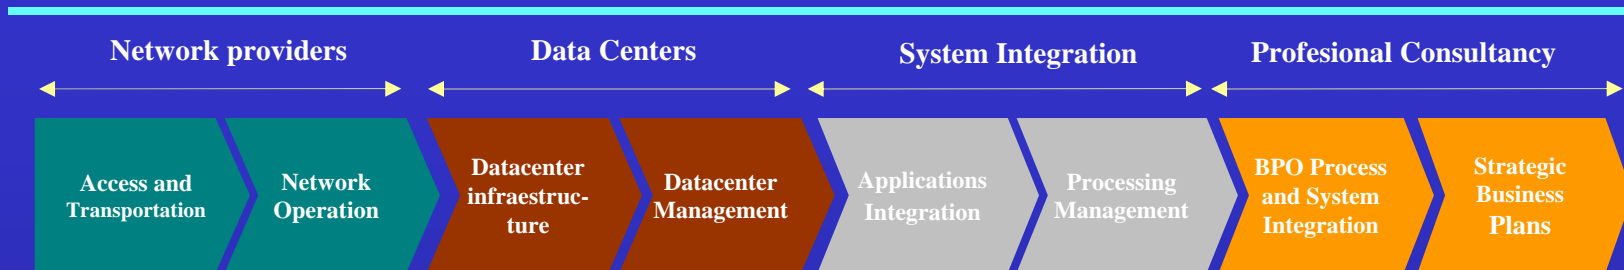 Network providers
Data Centers
System Integration
Profesional Consultancy
Access and
Transportation
Network
Operation
Datacenter
infraestruc-
ture
Datacenter
Management
Applications
Integration
Processing
Management
BPO Process
and System
Integration
Strategic
Business
Plans